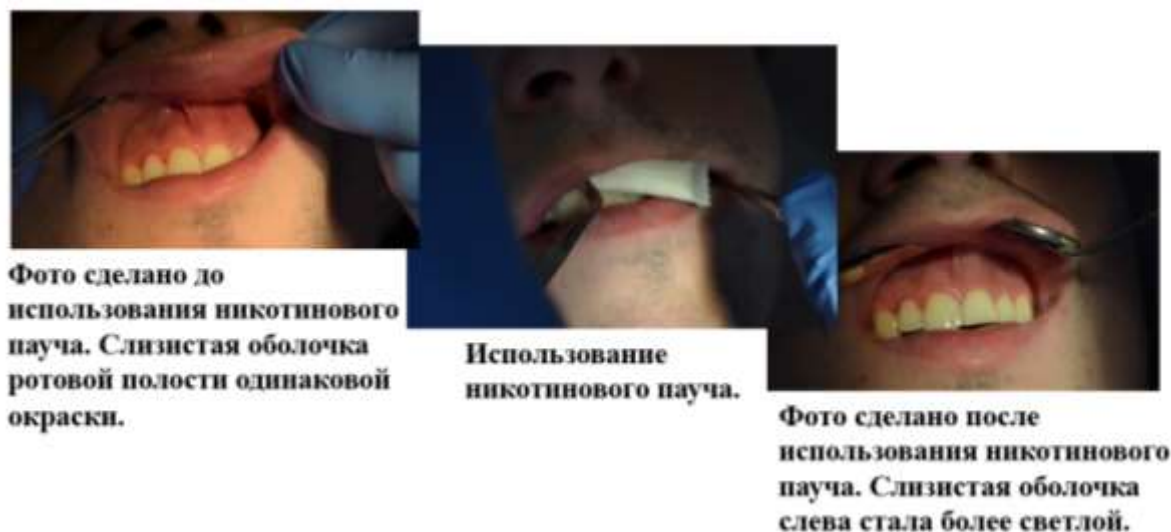 Фото сделано до
использования никотинового
пауча. Слизистая оболочка
ротовой полости одинаковой
окраски.
Использование
никотинового пауча.
Фото сделано после
использования никотинового
пауча. Слизистая оболочка
слева стала более светлой.